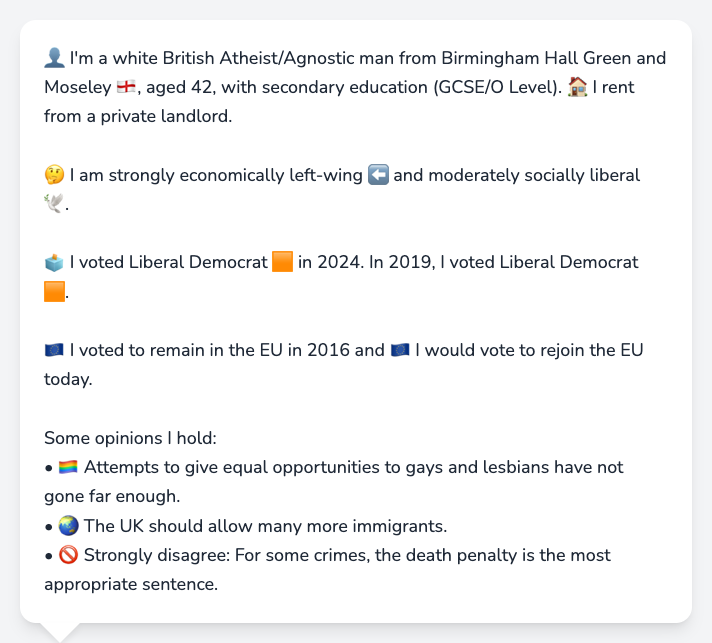 👤 I'm a white British Atheist/Agnostic man from Birmingham Hall Green and
Moseley 🏴󠁧󠁢󠁥󠁮󠁧󠁿, aged 42, with secondary education (GCSE/O Level). 🏠 I rent
from a private landlord.
🤔 I am strongly economically left-wing ⬅️ and moderately socially liberal
🕊️.
🗳️ I voted Liberal Democrat 🟧 in 2024. In 2019, I voted Liberal Democrat
🟧.
🇪🇺 I voted to remain in the EU in 2016 and 🇪🇺 I would vote to rejoin the EU
today.
Some opinions I hold:
• 🏳️‍🌈 Attempts to give equal opportunities to gays and lesbians have not
gone far enough.
• 🌏 The UK should allow many more immigrants.
• 🚫 Strongly disagree: For some crimes, the death penalty is the most
appropriate sentence.